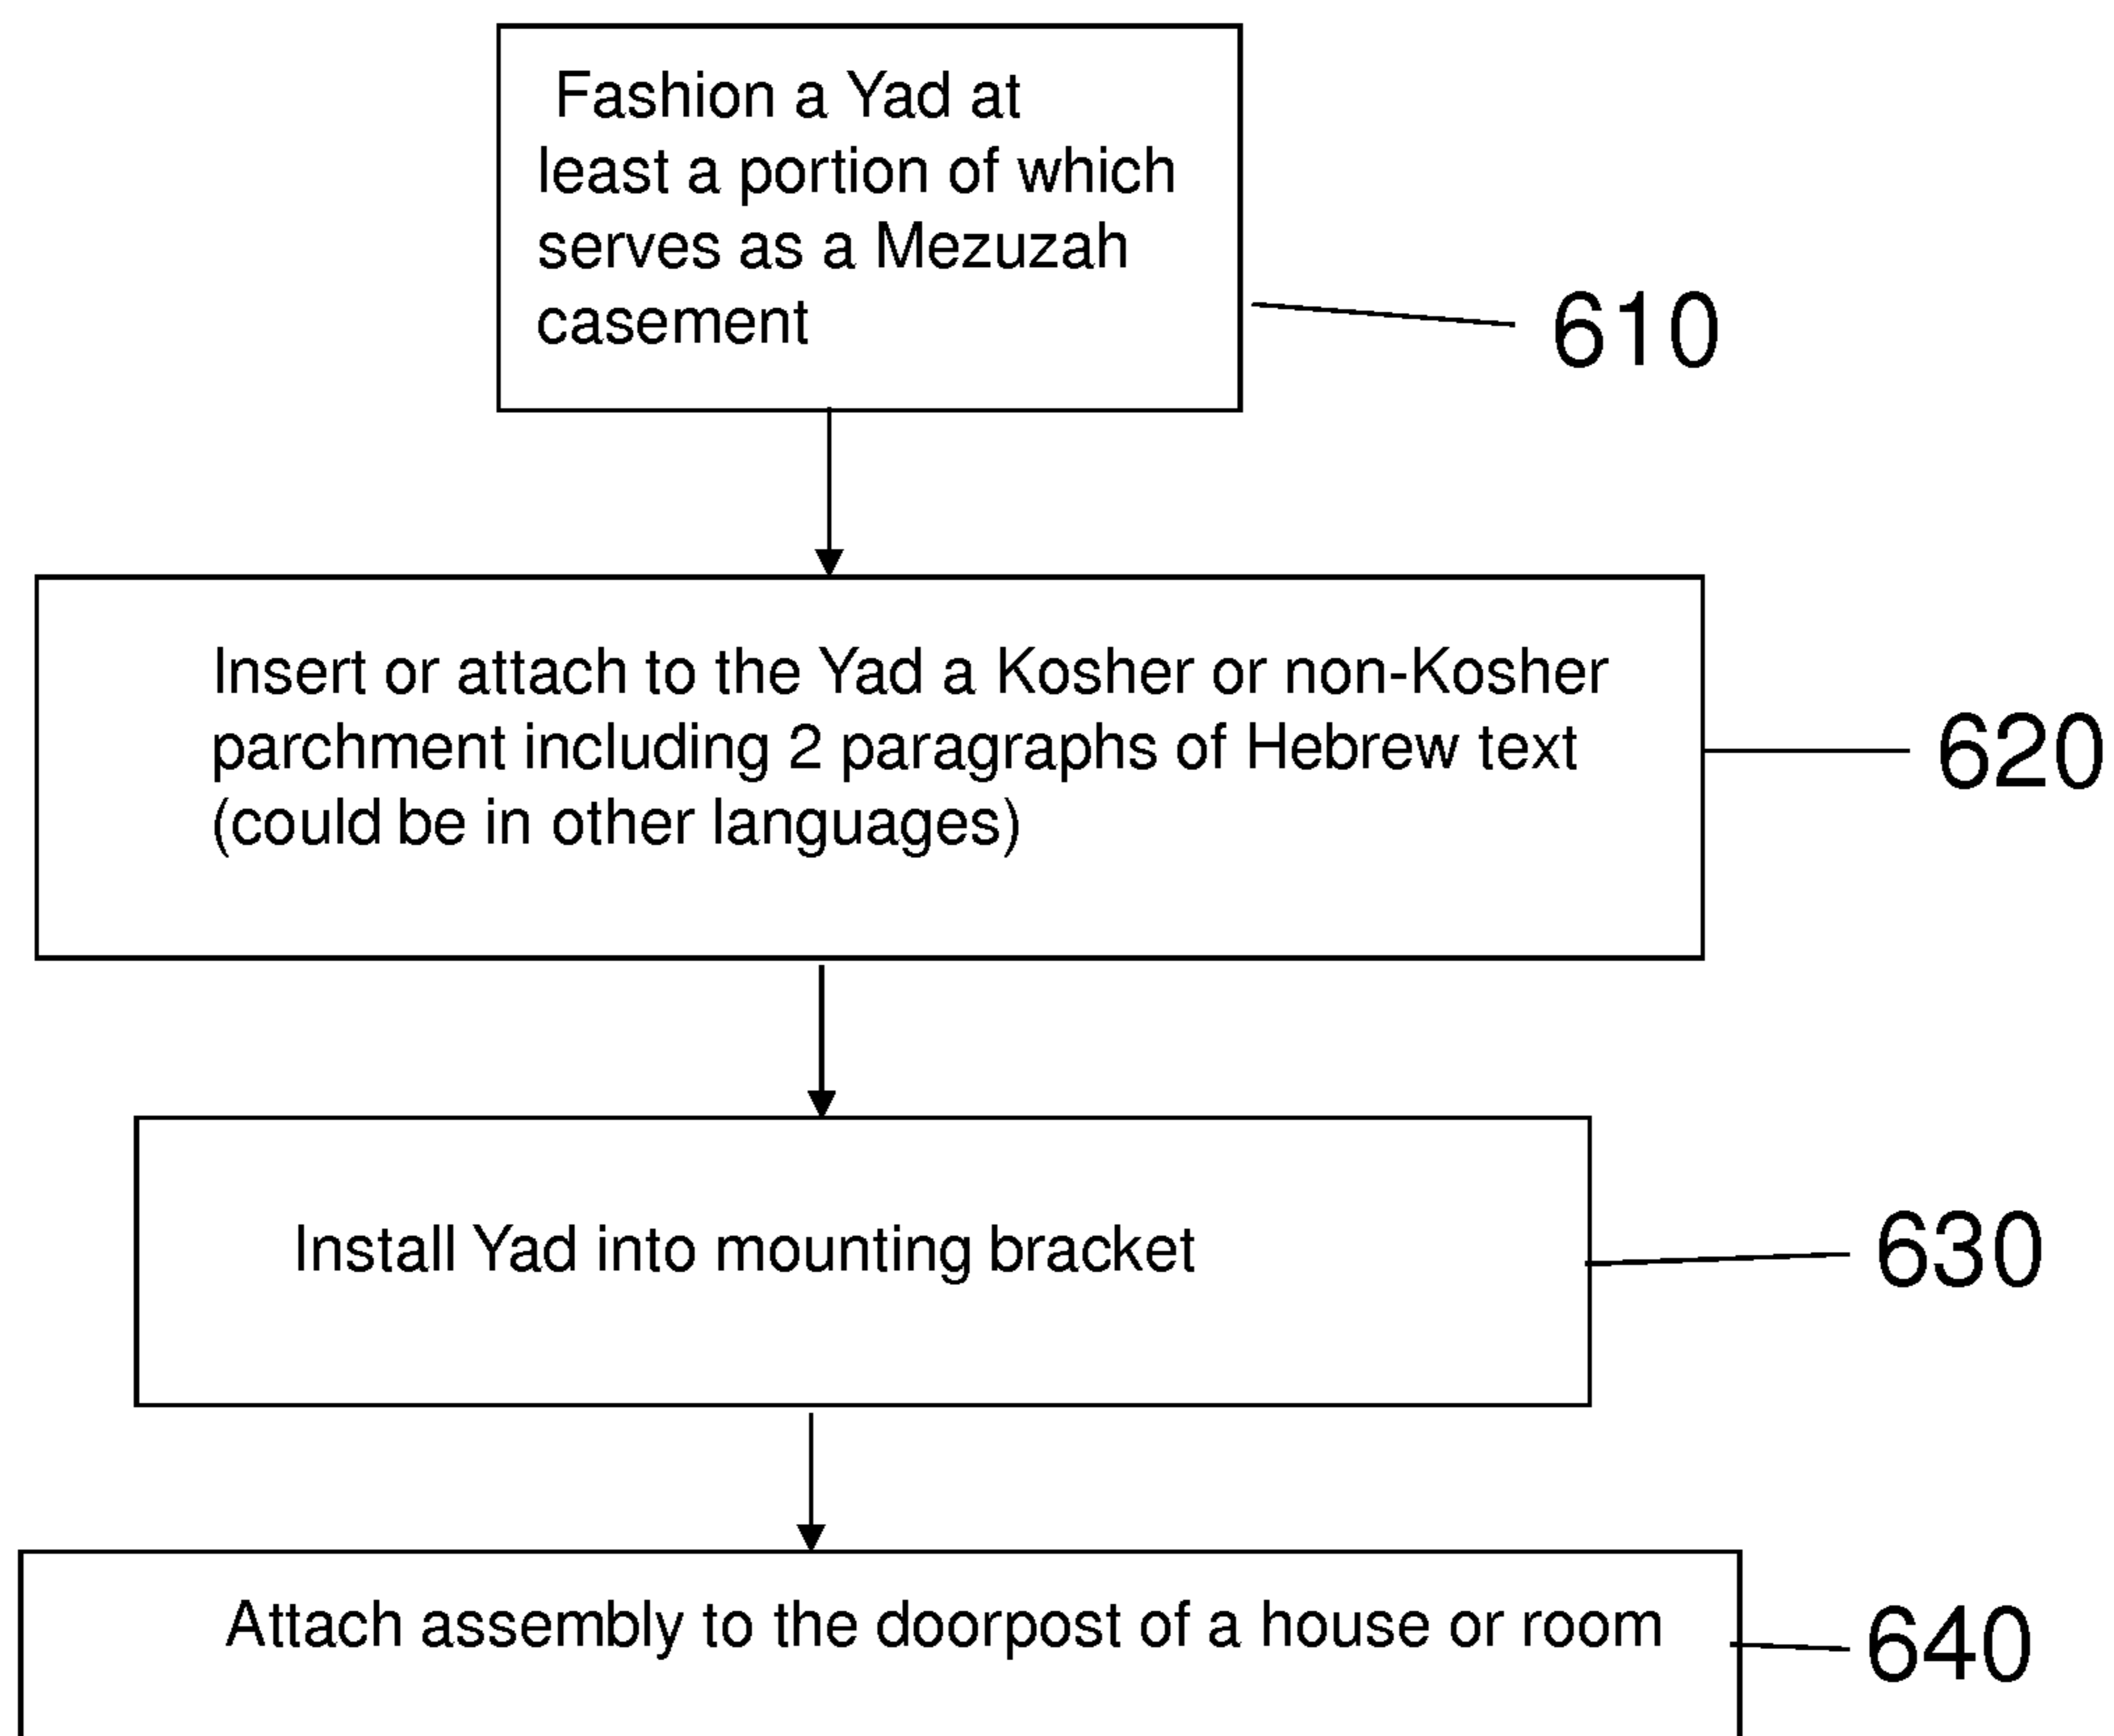 Fashion a Yad at
least a portion of which
serves as a Mezuzah
casement
610
Insert or attach to the Yad a Kosher or non-Kosher
parchment including 2 paragraphs of Hebrew text
(could be in other languages)
620
Install Yad into mounting bracket
630
Attach assembly to the doorpost of a house or room
640